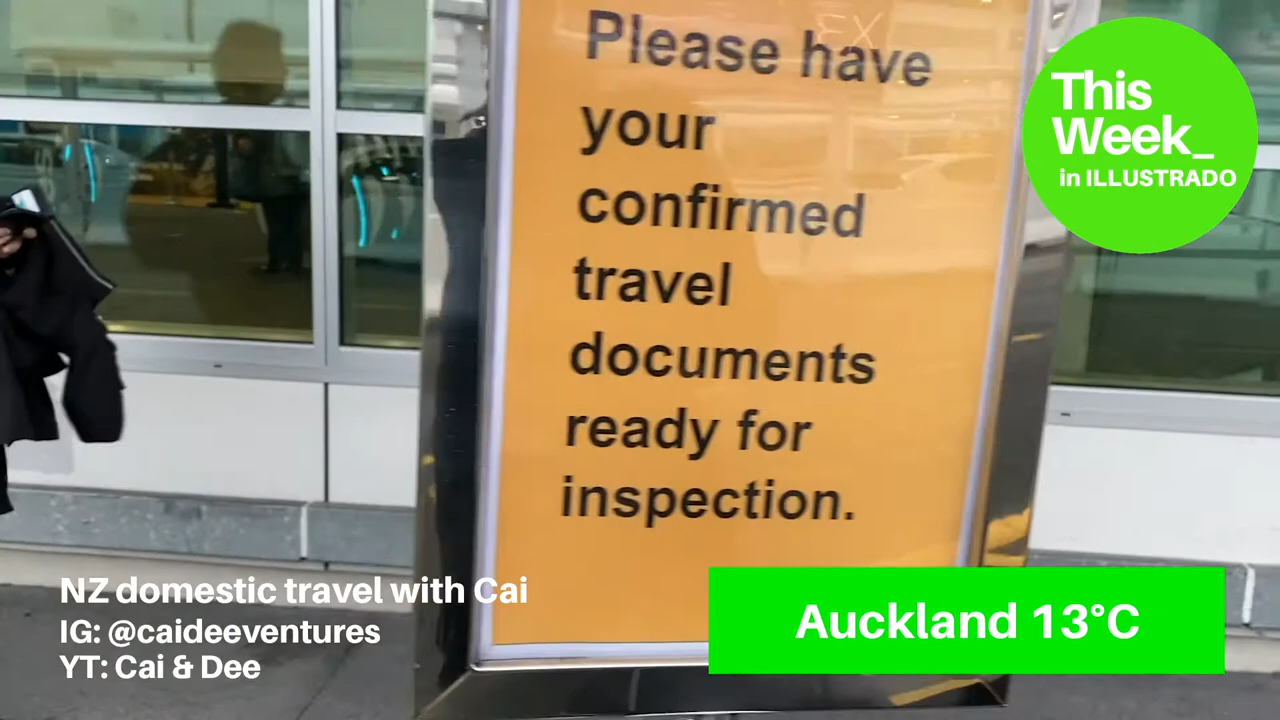 Please have
your
confirmed
travel
documents
ready for
inspection.
This
Week_
in ILLUSTRADO
NZ domestic travel with Cai
IG: @caideeventures
YT: Cai & Dee
Auckland 13°C